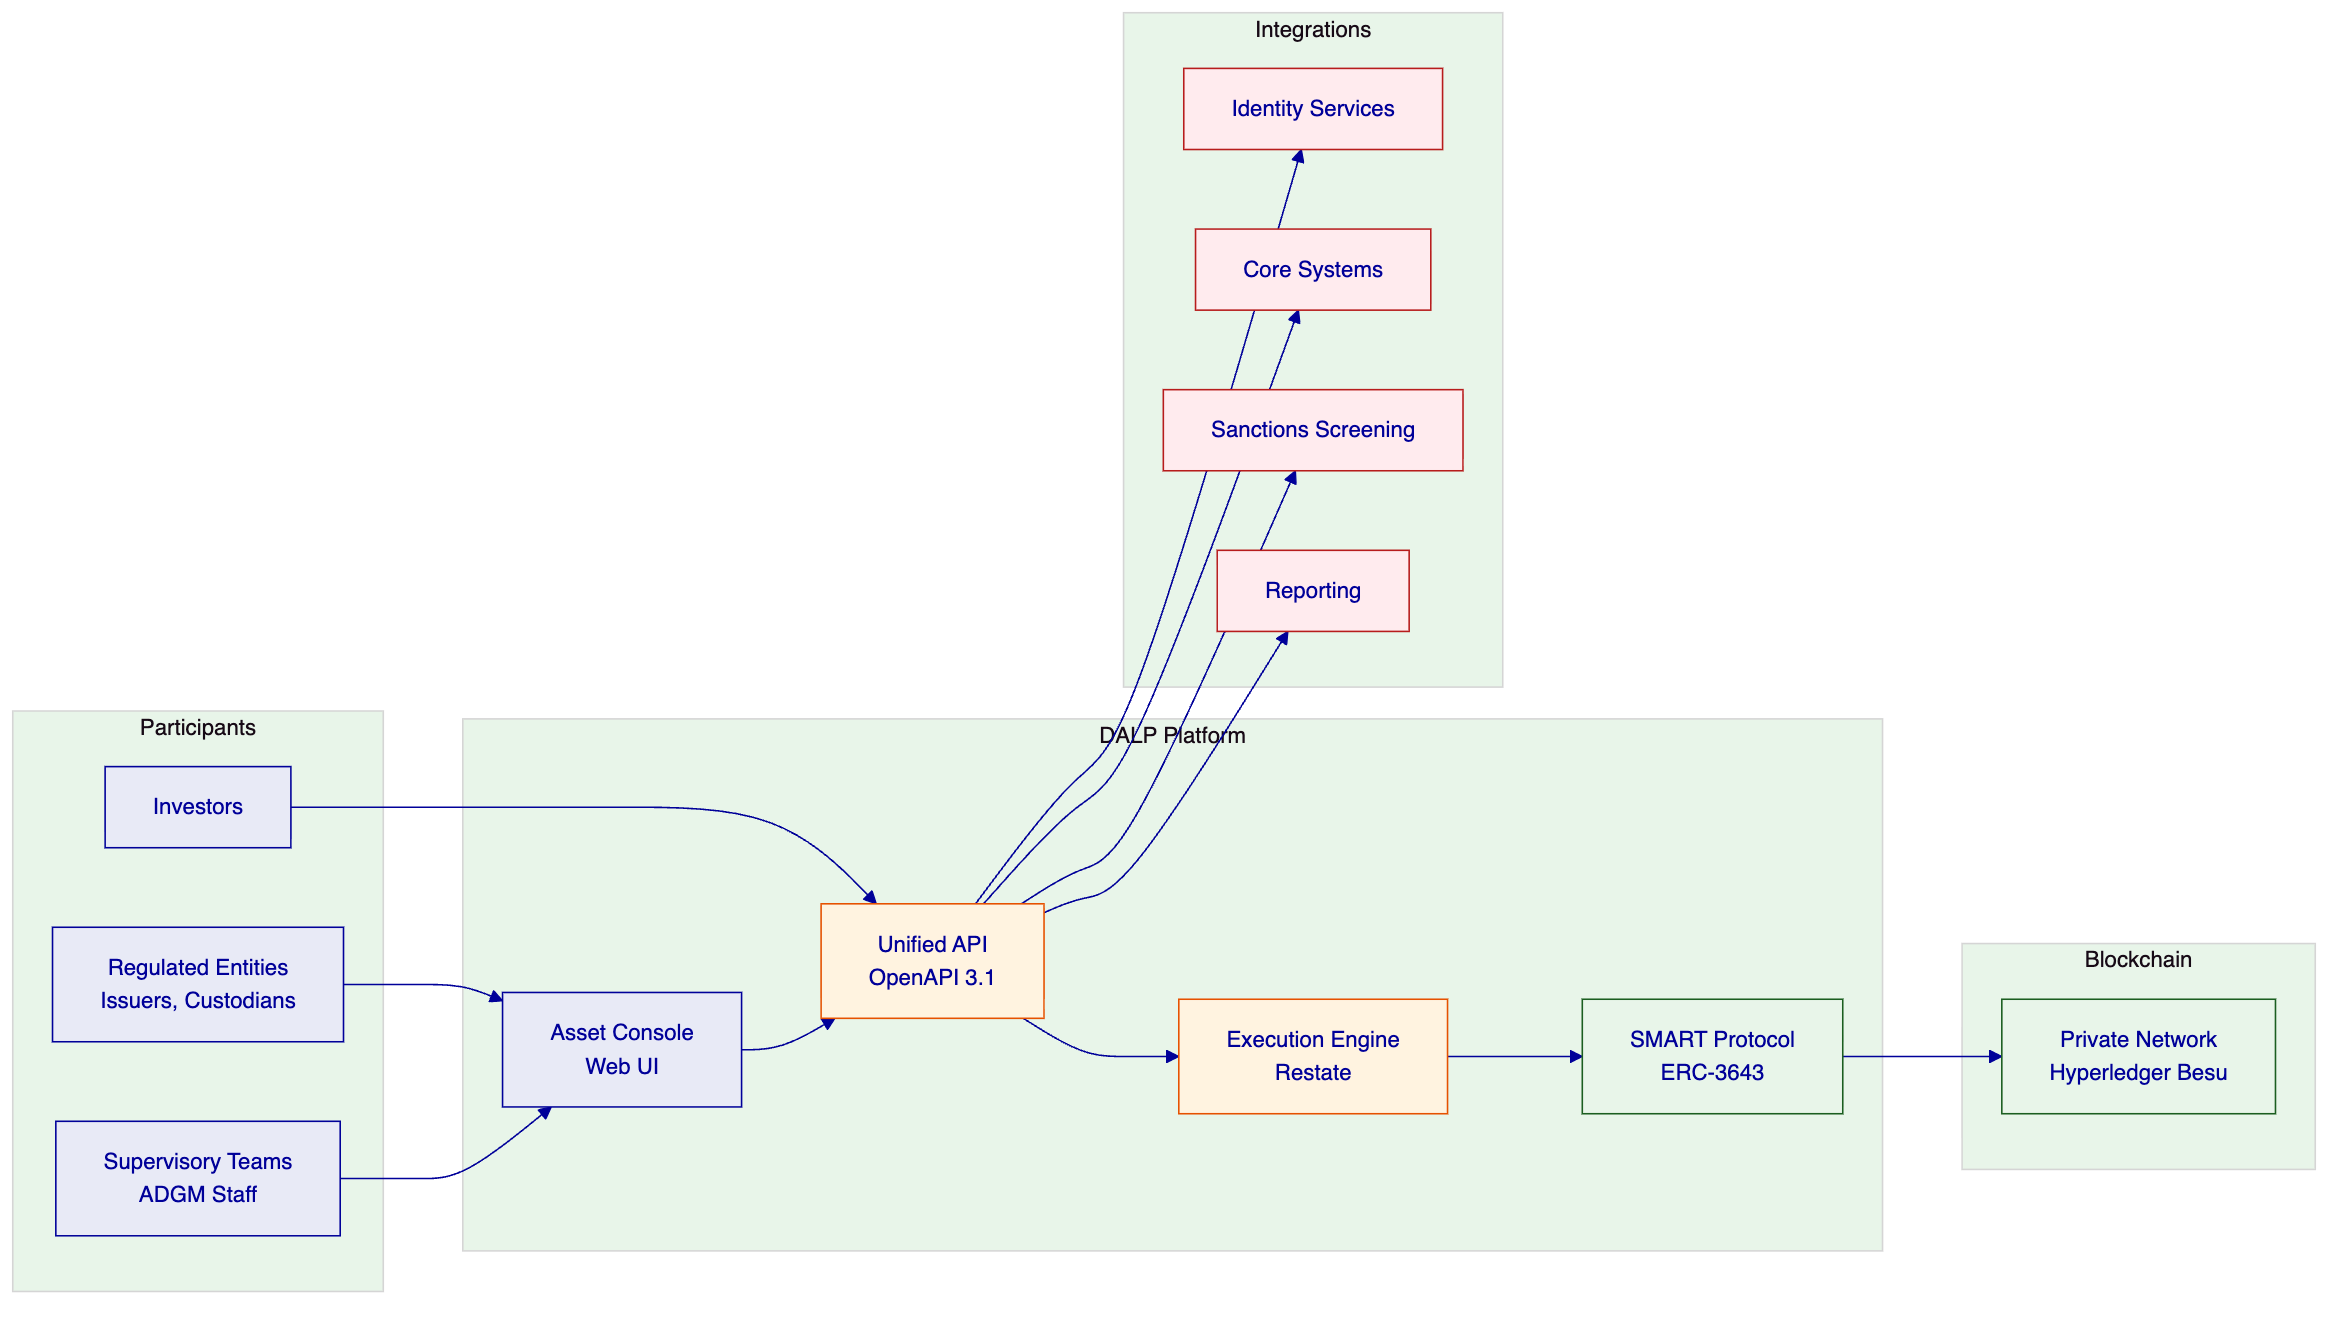 Integrations
Identity Services
Core Systems
Sanctions Screening
Reporting
Participants
Investors
Regulated Entities
Issuers, Custodians
Supervisory Teams
ADGM Staff
DALP Platform
Asset Console
Web UI
Unified API
OpenAPI 3.1
Execution Engine
Restate
SMART Protocol
ERC-3643
Blockchain
Private Network
Hyperledger Besu